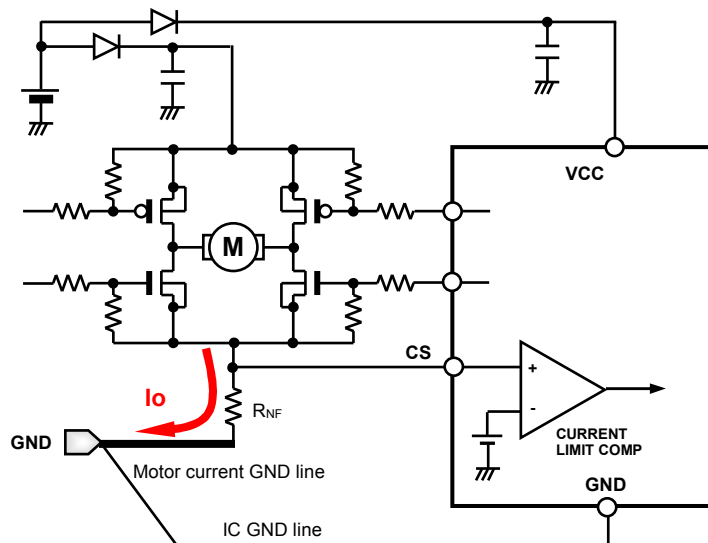 VCC
M
CS
+
-
Io
RNF
CURRENT
LIMIT COMP
GND
Motor current GND line
GND
IC GND line